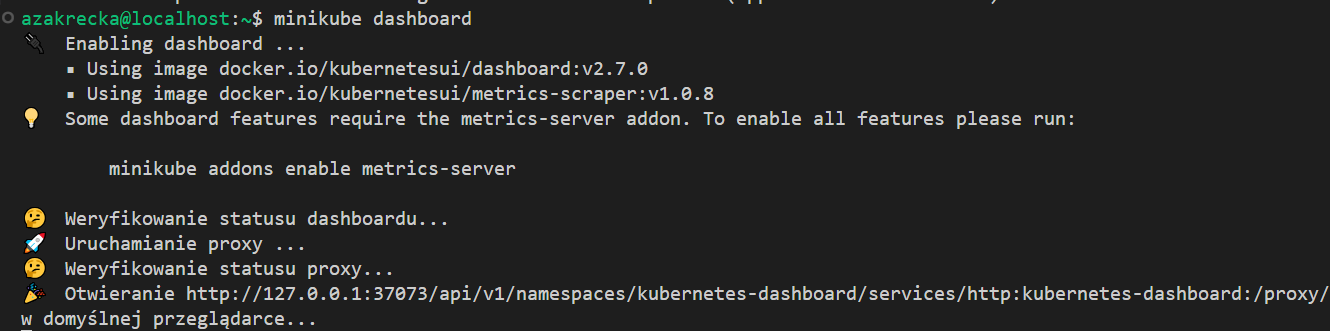 azakrecka@localhost:~$ minikube dashboard
Enabling dashboard ...
▪ Using image docker.io/kubernetesui/dashboard:v2.7.0
▪ Using image docker.io/kubernetesui/metrics-scraper:v1.0.8
Some dashboard features require the metrics-server addon. To enable all features please run:
minikube addons enable metrics-server
Weryfikowanie statusu dashboardu...
Uruchamianie proxy ...
Weryfikowanie statusu proxy...
Otwieranie http://127.0.0.1:37073/api/v1/namespaces/kubernetes-dashboard/services/http:kubernetes-dashboard:/proxy/
w domyślnej przeglądarce...